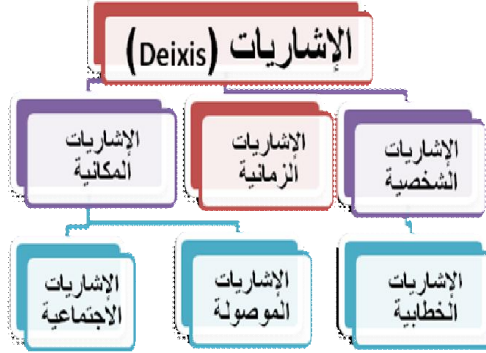 الإشاريات (Deixis)
الإشاريات
الشخصية
الإشاريات
الزمانية
الإشاريات
المكانية
الإشاريات
الخطابية
الإشاريات
الموصولة
الإشاريات
الاجتماعية